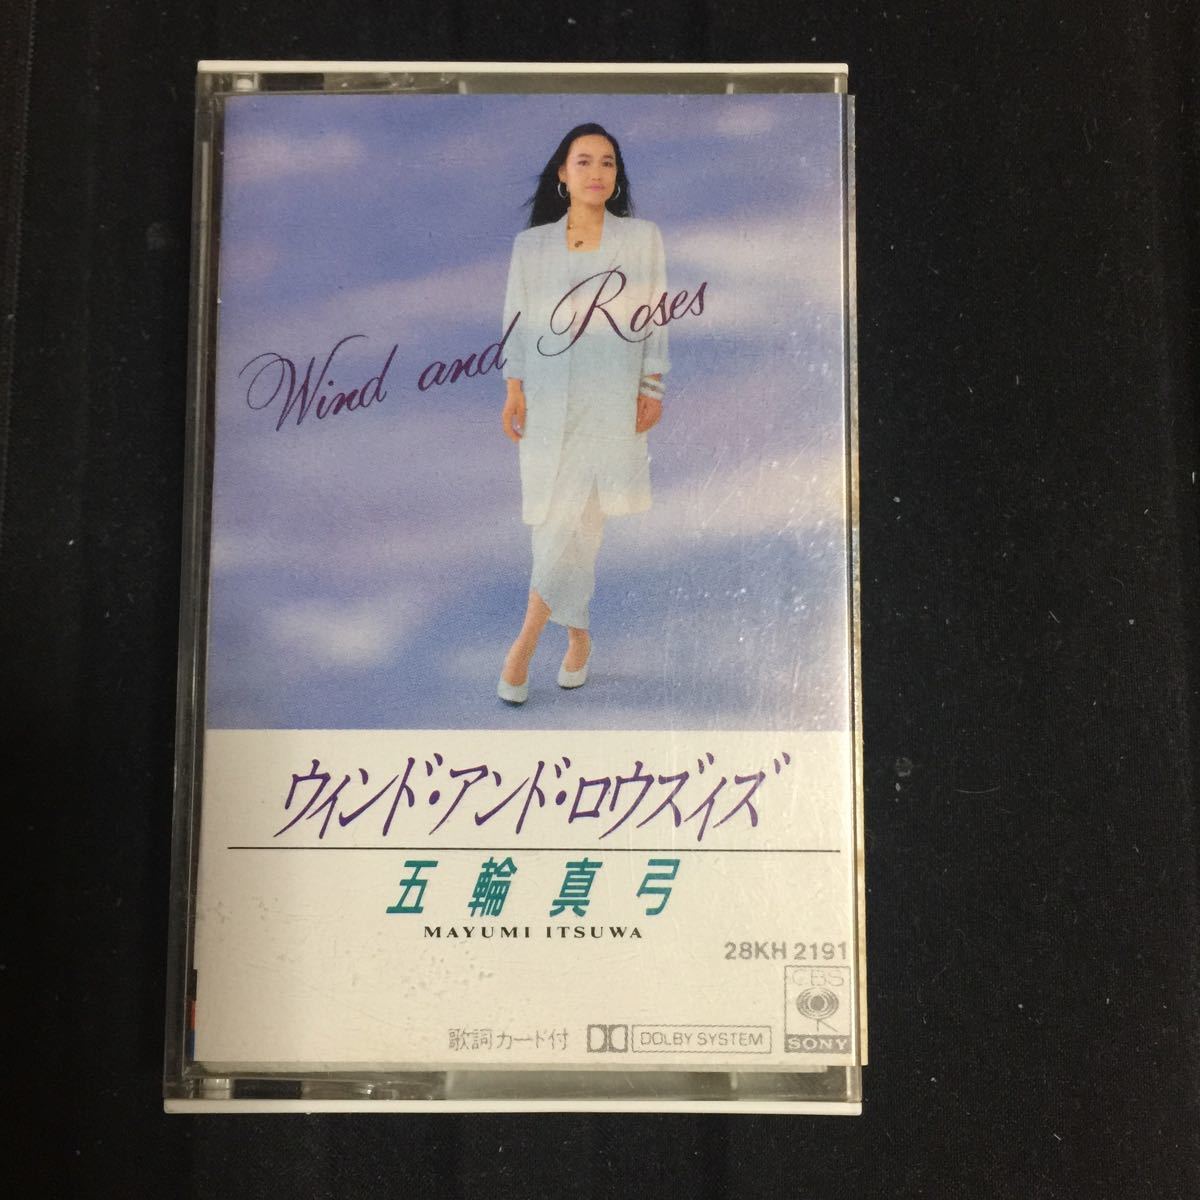 Wind and Roses
ウィンド・アンド・ロウズィズ
五輪真弓
MAYUMI ITSUWA
28KH 2191
CBS
SONY
歌詞カード付 DOLBY SYSTEM